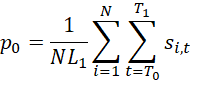 $p_0 = \frac{1}{NL_1} \sum_{i=1}^{N} \sum_{t=T_0}^{T_1} s_{i,t}$